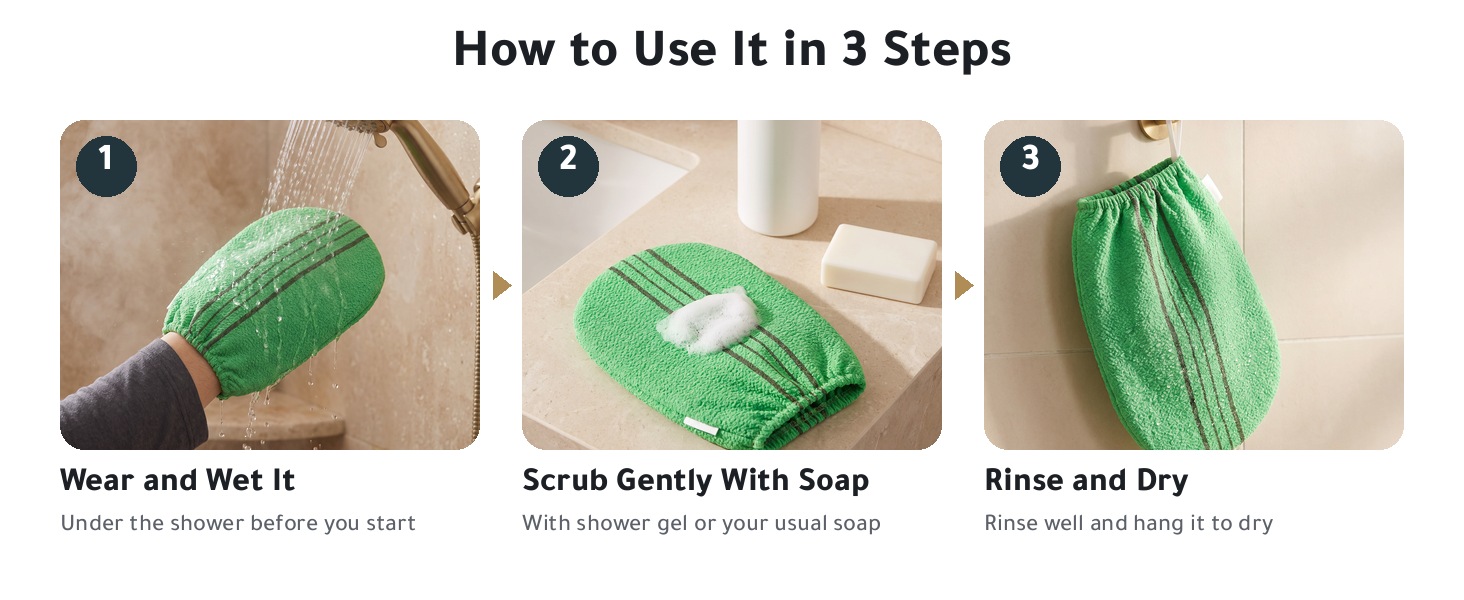 How to Use It in 3 Steps
1
2
3
Wear and Wet It
Scrub Gently With Soap
Rinse and Dry
Under the shower before you start
With shower gel or your usual soap
Rinse well and hang it to dry